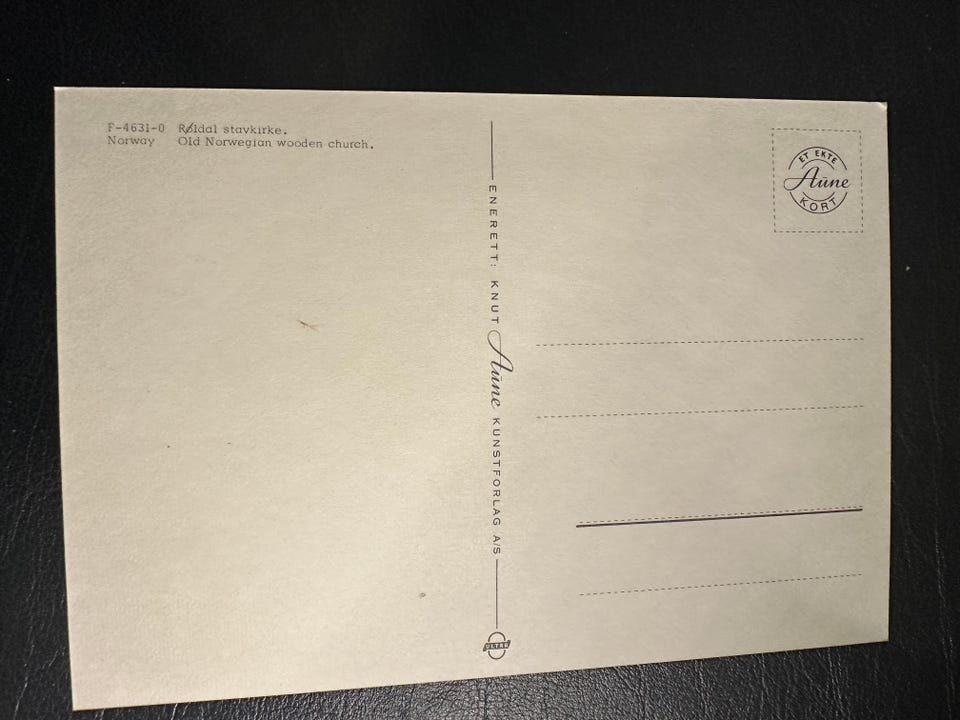 F-4631-0 Røldal stavkirke.
Norway Old Norwegian wooden church.
ENERETT: KNUT Aune KUNSTFORLAG A/S
ET EKTE
Aune
KORT